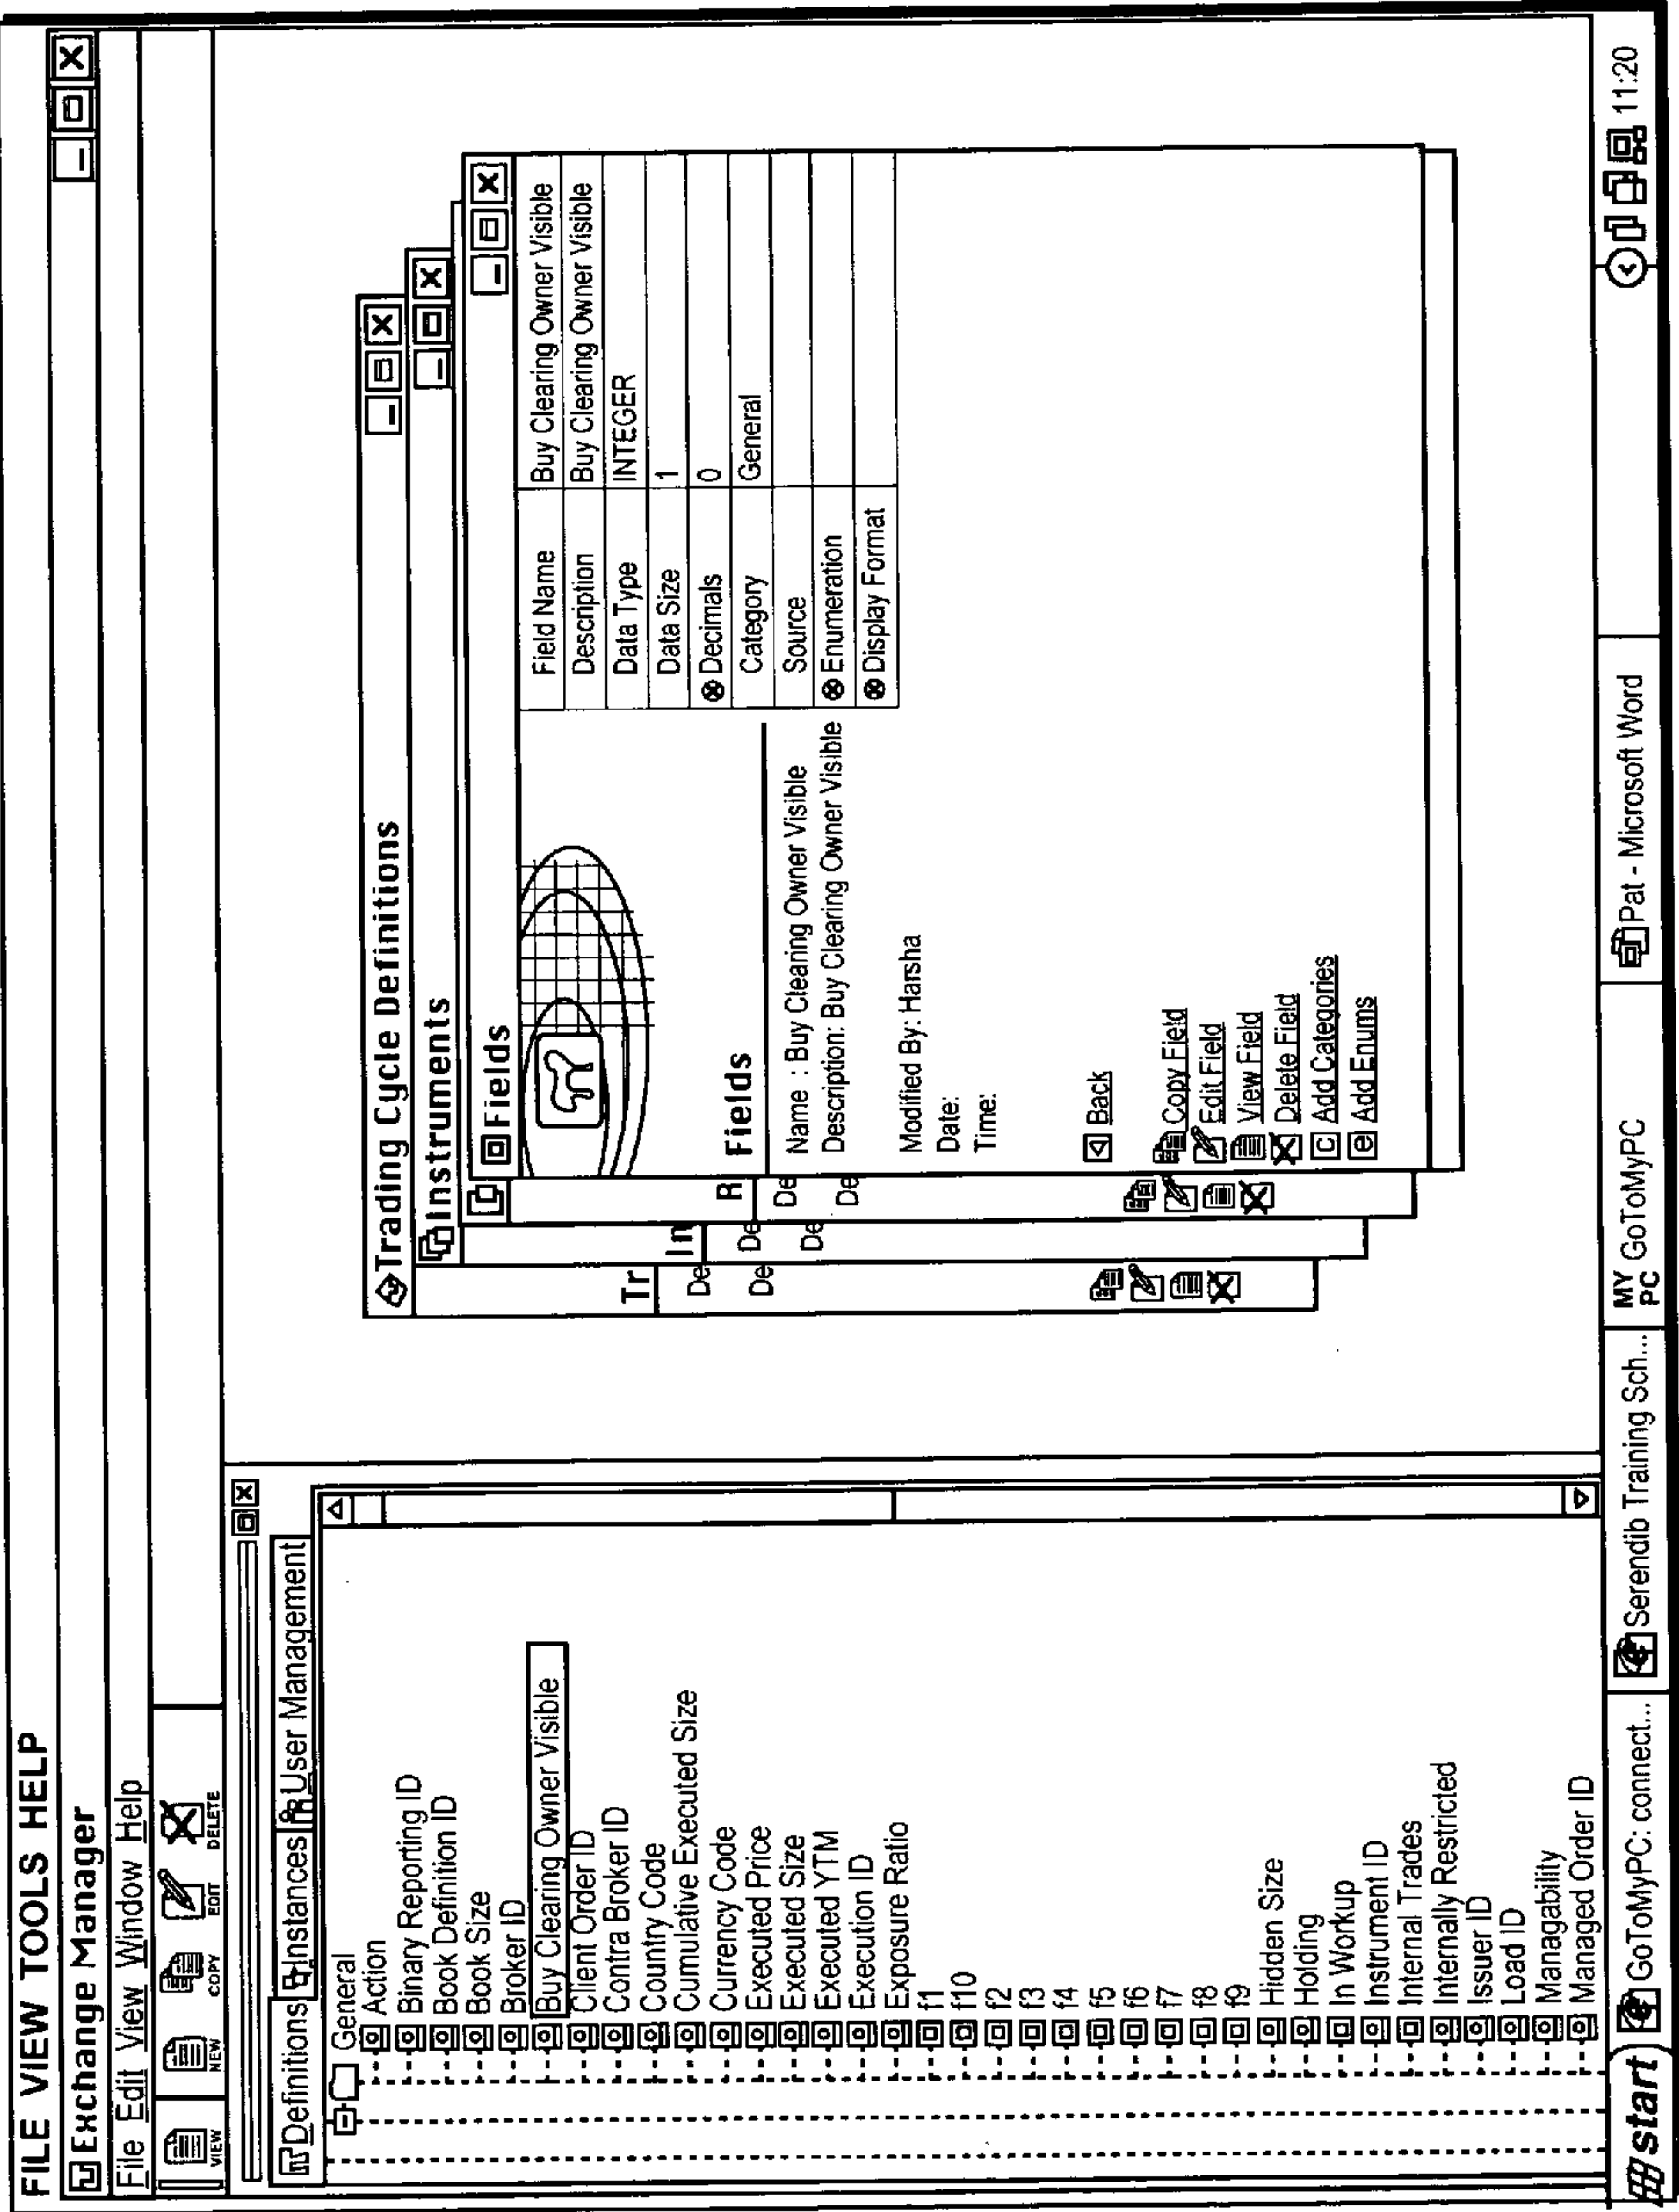 FILE VIEW TOOLS HELP
Exchange Manager
File Edit View Window Help
VIEW NEW COPY EDIT DELETE
Definitions Instances User Management
General
Action
Binary Reporting ID
Book Definition ID
Book Size
Broker ID
Buy Clearing Owner Visible
Client Order ID
Contra Broker ID
Country Code
Cumulative Executed Size
Currency Code
Executed Price
Executed Size
Executed YTM
Execution ID
Exposure Ratio
f1
f10
f2
f3
f4
f5
f6
f7
f8
f9
Hidden Size
Holding
In Workup
Instrument ID
Internal Trades
Internally Restricted
Issuer ID
Load ID
Managability
Managed Order ID
Trading Cycle Definitions
Tr
De
De
Instruments
In
De
De
R
De
De
Fields
Fields
Name : Buy Clearing Owner Visible
Description: Buy Clearing Owner Visible
Modified By: Harsha
Date:
Time:
Back
Copy Field
Edit Field
View Field
Delete Field
C Add Categories
e Add Enums
Field Name Buy Clearing Owner Visible
Description Buy Clearing Owner Visible
Data Type INTEGER
Data Size 1
Decimals 0
Category General
Source
Enumeration
Display Format
start GoToMyPC: connect... Serendib Training Sch... MY PC GoToMyPC Pat - Microsoft Word 11:20